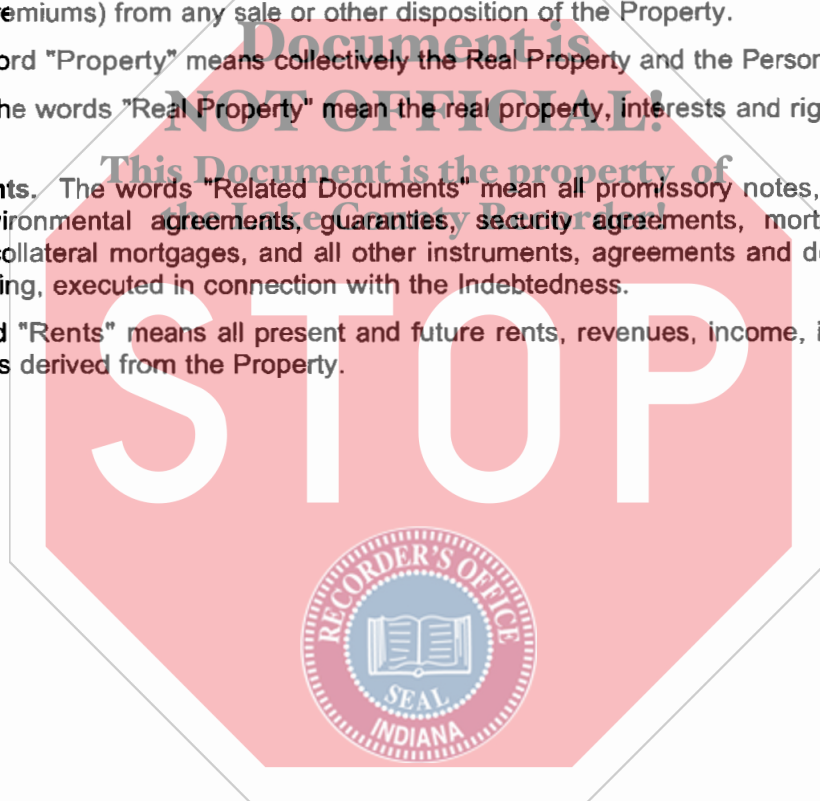 emiums) from any sale or other disposition of the Property.
Document is
ord "Property" means collectively the Real Property and the Person
NOT OFFICIAL!
he words "Real Property" mean the real property, interests and rig
This Document is the property of
nts. The words "Related Documents" mean all promissory notes,
the Lake County Recorder!
ironmental agreements, guaranties, security agreements, mort
ollateral mortgages, and all other instruments, agreements and d
ing, executed in connection with the Indebtedness.
d "Rents" means all present and future rents, revenues, income, i
s derived from the Property.
STOP
RECORDER'S OFFICE
SEAL
INDIANA